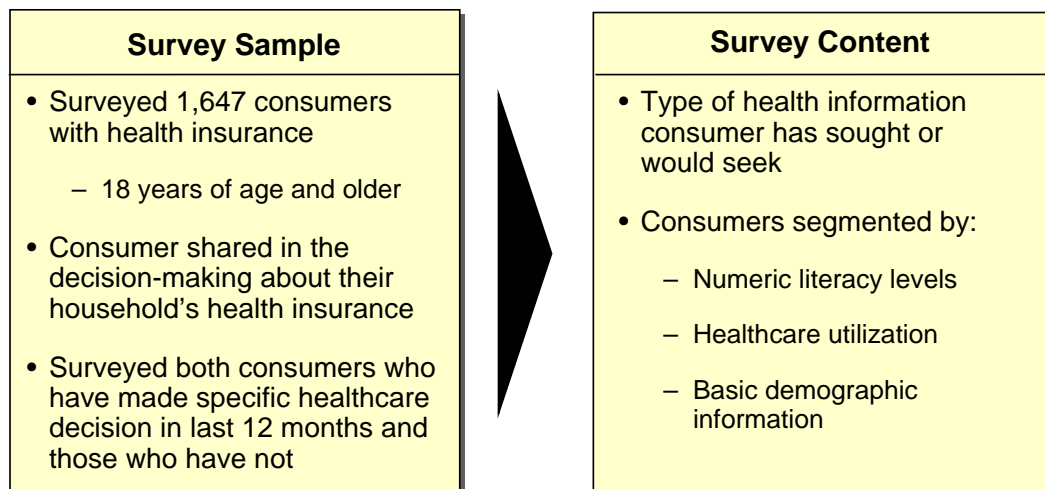 Survey Sample
• Surveyed 1,647 consumers
with health insurance
– 18 years of age and older
• Consumer shared in the
decision-making about their
household's health insurance
• Surveyed both consumers who
have made specific healthcare
decision in last 12 months and
those who have not
Survey Content
• Type of health information
consumer has sought or
would seek
• Consumers segmented by:
– Numeric literacy levels
– Healthcare utilization
– Basic demographic
information